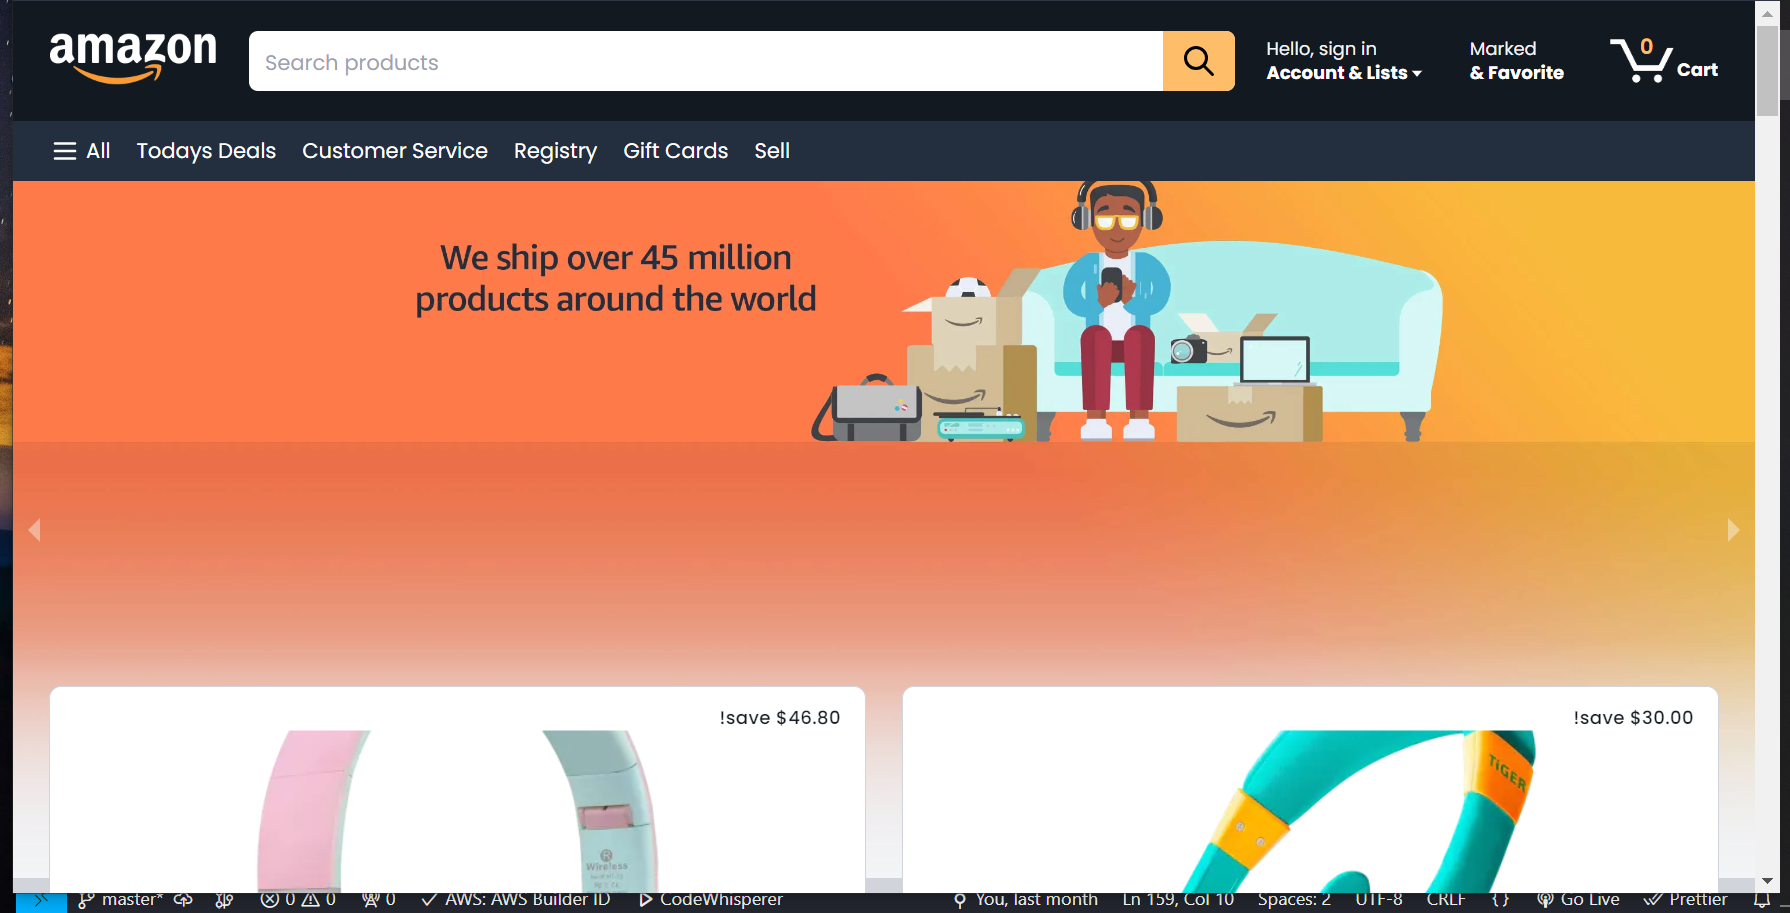 amazon
Search products
Hello, sign in
Account & Lists
Marked
& Favorite
0
Cart
All
Todays Deals
Customer Service
Registry
Gift Cards
Sell
We ship over 45 million
products around the world
!save $46.80
!save $30.00
TiGER
R
Wireless
master*
0
0
0
AWS: AWS Builder ID
CodeWhisperer
You, last month
Ln 159, Col 10
Spaces: 2
UTF-8
CRLF
{}
Go Live
Prettier